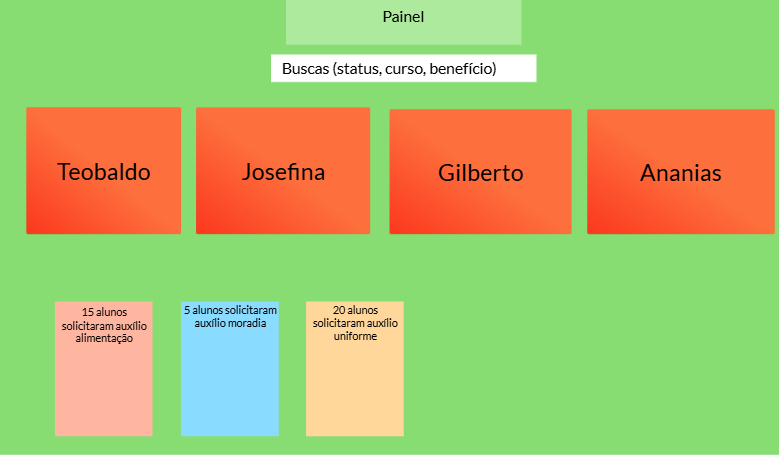 Painel
Buscas (status, curso, benefício)
Teobaldo
Josefina
Gilberto
Ananias
15 alunos
solicitaram auxílio
alimentação
5 alunos solicitaram
auxílio moradia
20 alunos
solicitaram auxílio
uniforme